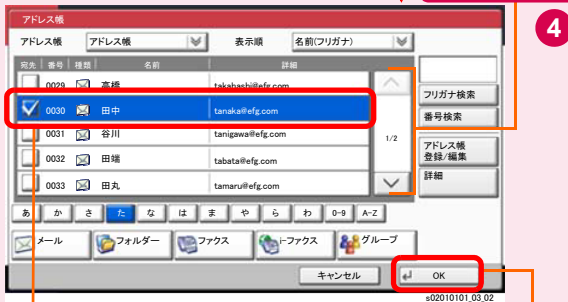 アドレス帳
アドレス帳 アドレス帳 表示順 名前(フリガナ)
宛先 番号 種類 名前 詳細
0029 高橋 takahashi@efg.com
0030 田中 tanaka@efg.com
0031 谷川 tanigawa@efg.com
0032 田端 tabata@efg.com
0033 田丸 tamaru@efg.com
1/2
フリガナ検索
番号検索
アドレス帳
登録/編集
詳細
あ か さ た な は ま や ら わ 0-9 A-Z
メール フォルダー ファクス i-ファクス グループ
キャンセル OK
s02010101_03_02
4